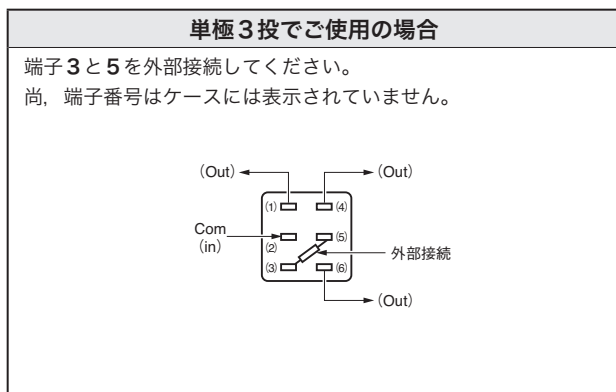 単極3投でご使用の場合
端子3と5を外部接続してください。
尚，端子番号はケースには表示されていません。
(Out) (Out)
(1) (4)
Com
(in)
(2) (5)
外部接続
(3) (6)
(Out)